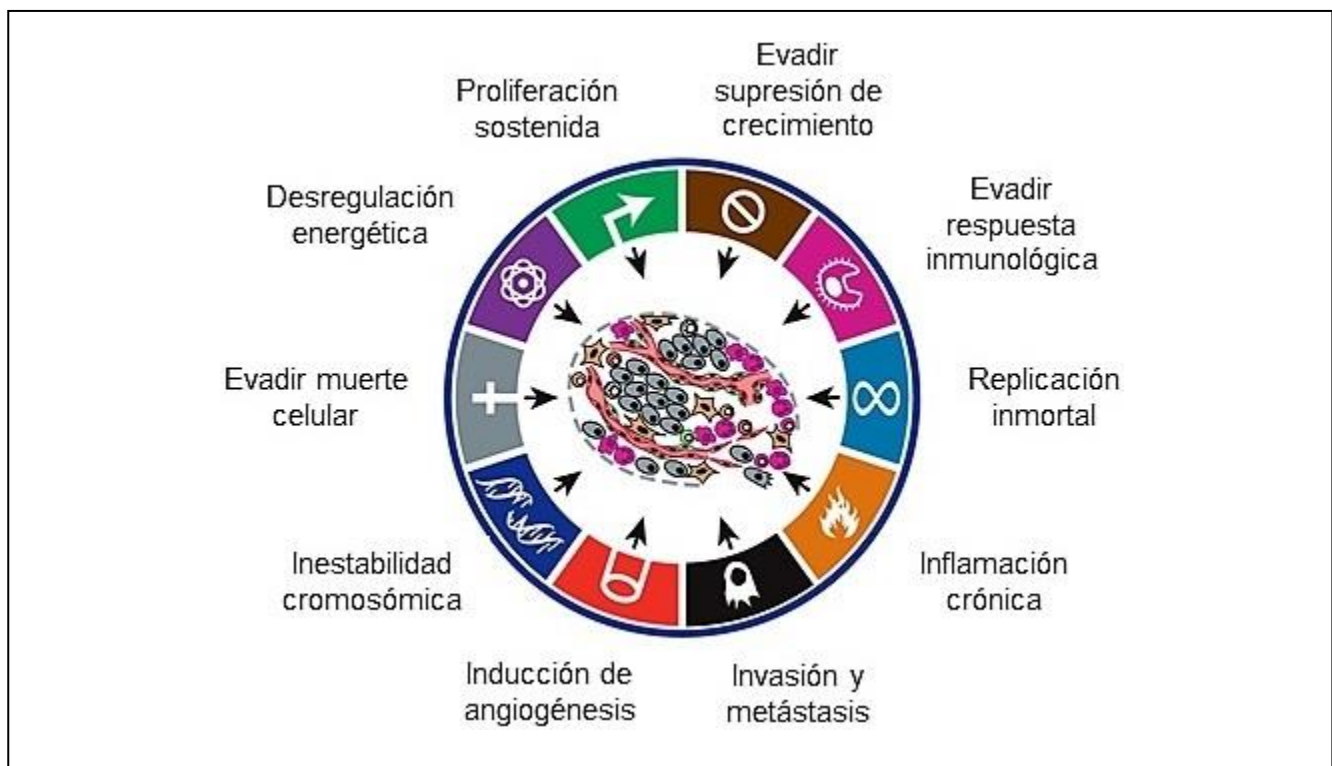 Evadir
supresión de
crecimiento
Proliferación
sostenida
Evadir
respuesta
inmunológica
Desregulación
energética
Evadir muerte
celular
Replicación
inmortal
Inestabilidad
cromosómica
Inflamación
crónica
Inducción de
angiogénesis
Invasión y
metástasis